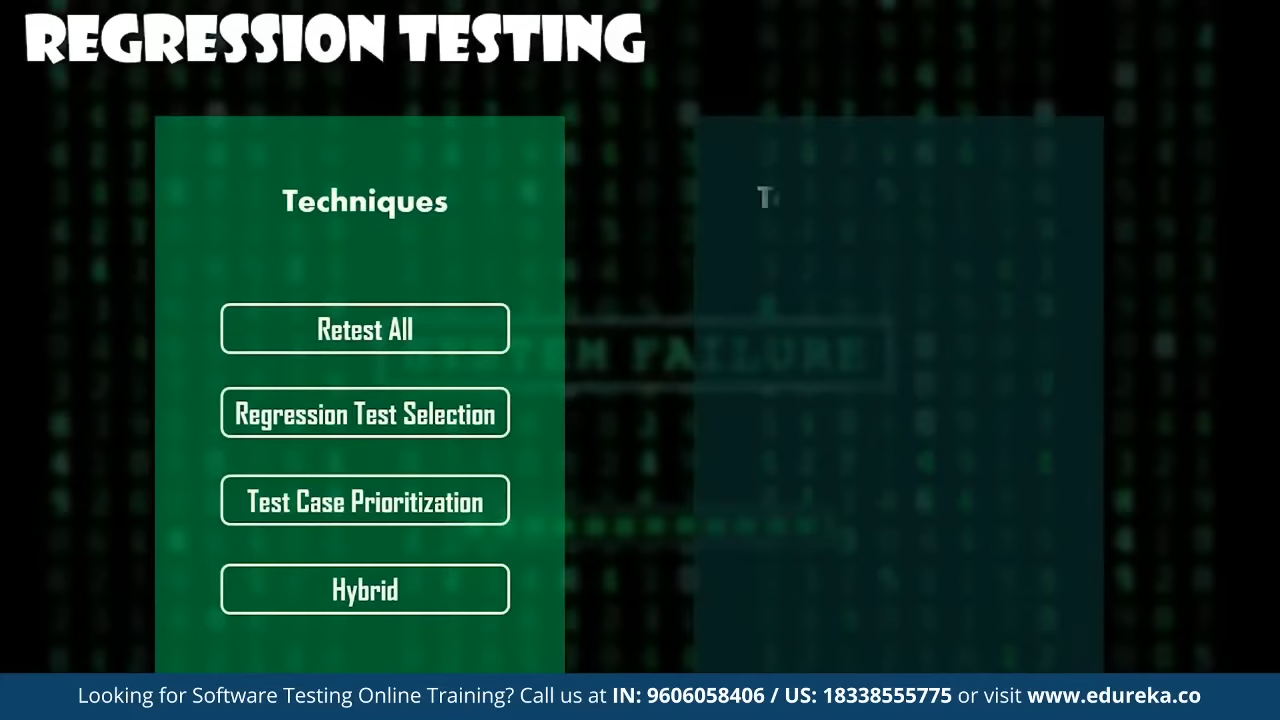 REGRESSION TESTING
Techniques
Retest All
Regression Test Selection
Test Case Prioritization
Hybrid
FAILURE
Looking for Software Testing Online Training? Call us at IN: 9606058406 / US: 18338555775 or visit www.edureka.co